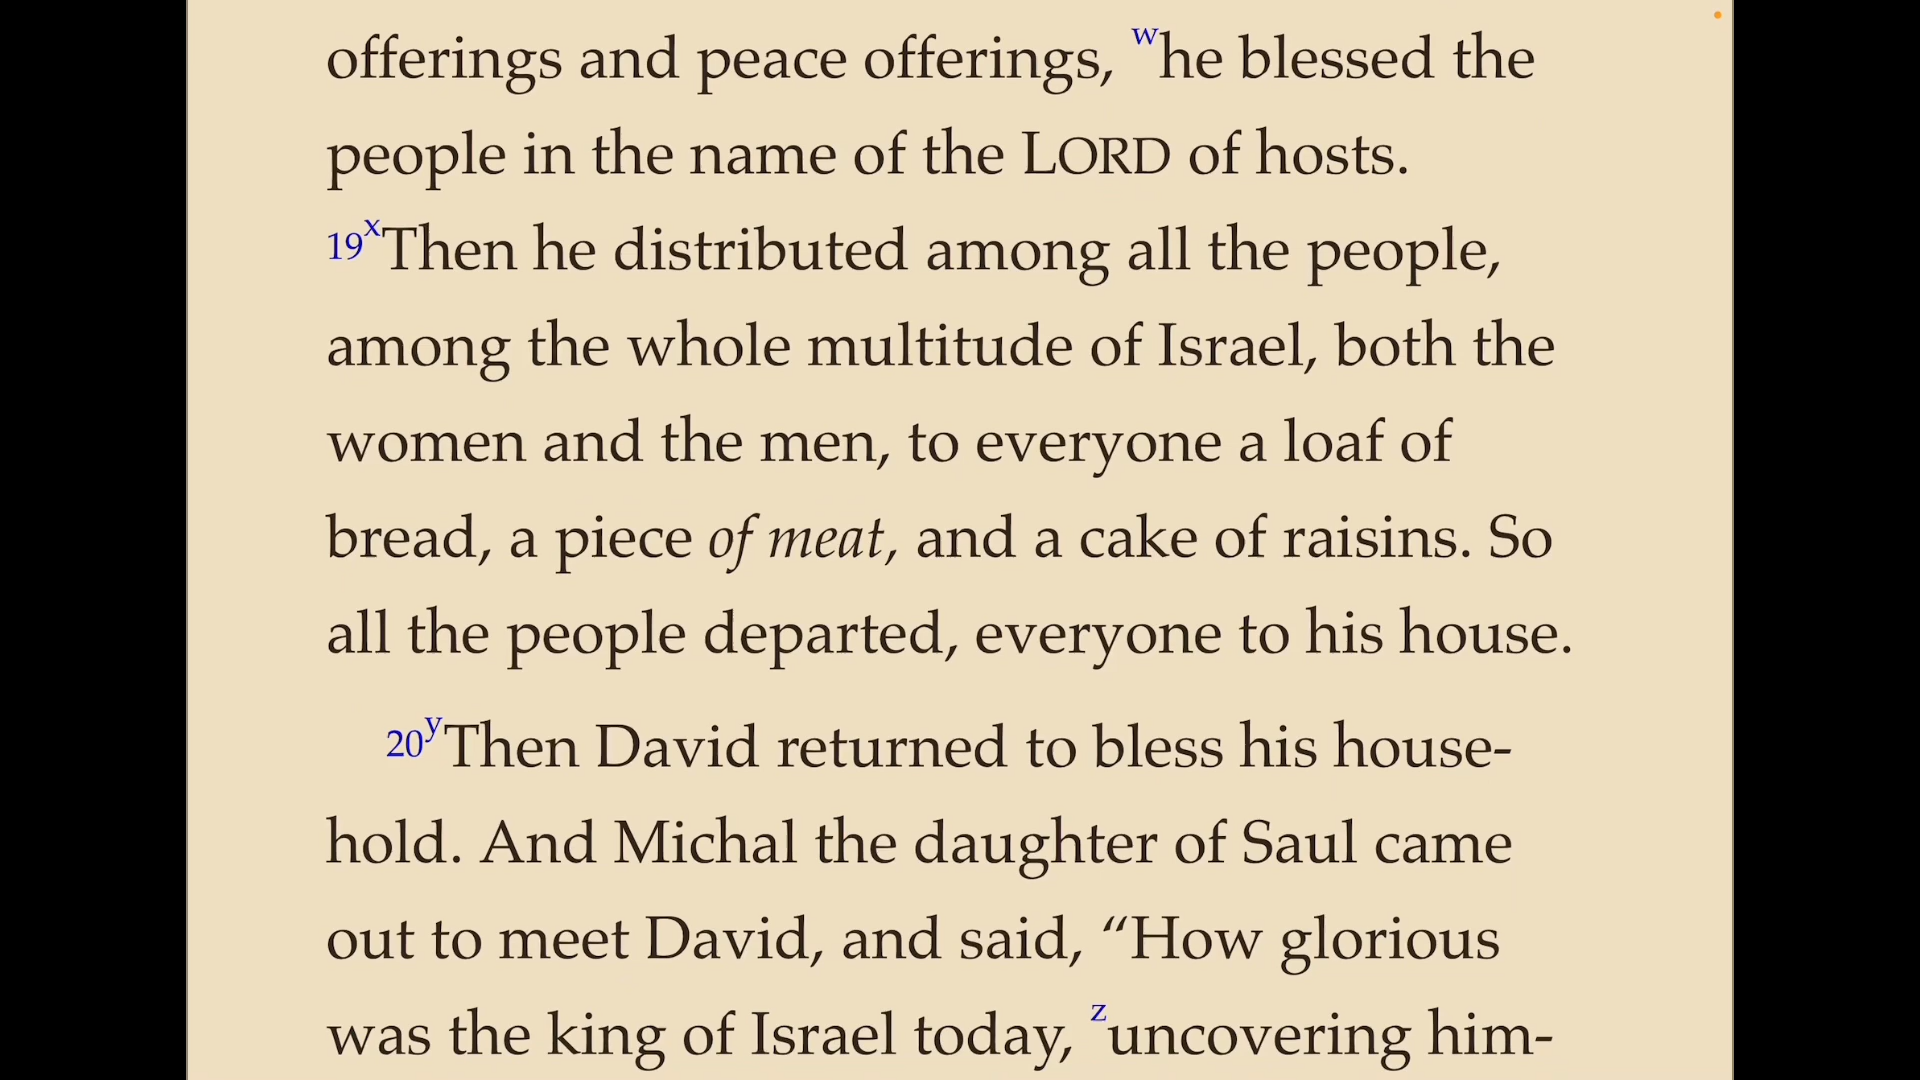 offerings and peace offerings, ʷhe blessed the
people in the name of the LORD of hosts.
19ˣThen he distributed among all the people,
among the whole multitude of Israel, both the
women and the men, to everyone a loaf of
bread, a piece of meat, and a cake of raisins. So
all the people departed, everyone to his house.
20ʸThen David returned to bless his house-
hold. And Michal the daughter of Saul came
out to meet David, and said, “How glorious
was the king of Israel today, ᶻuncovering him-